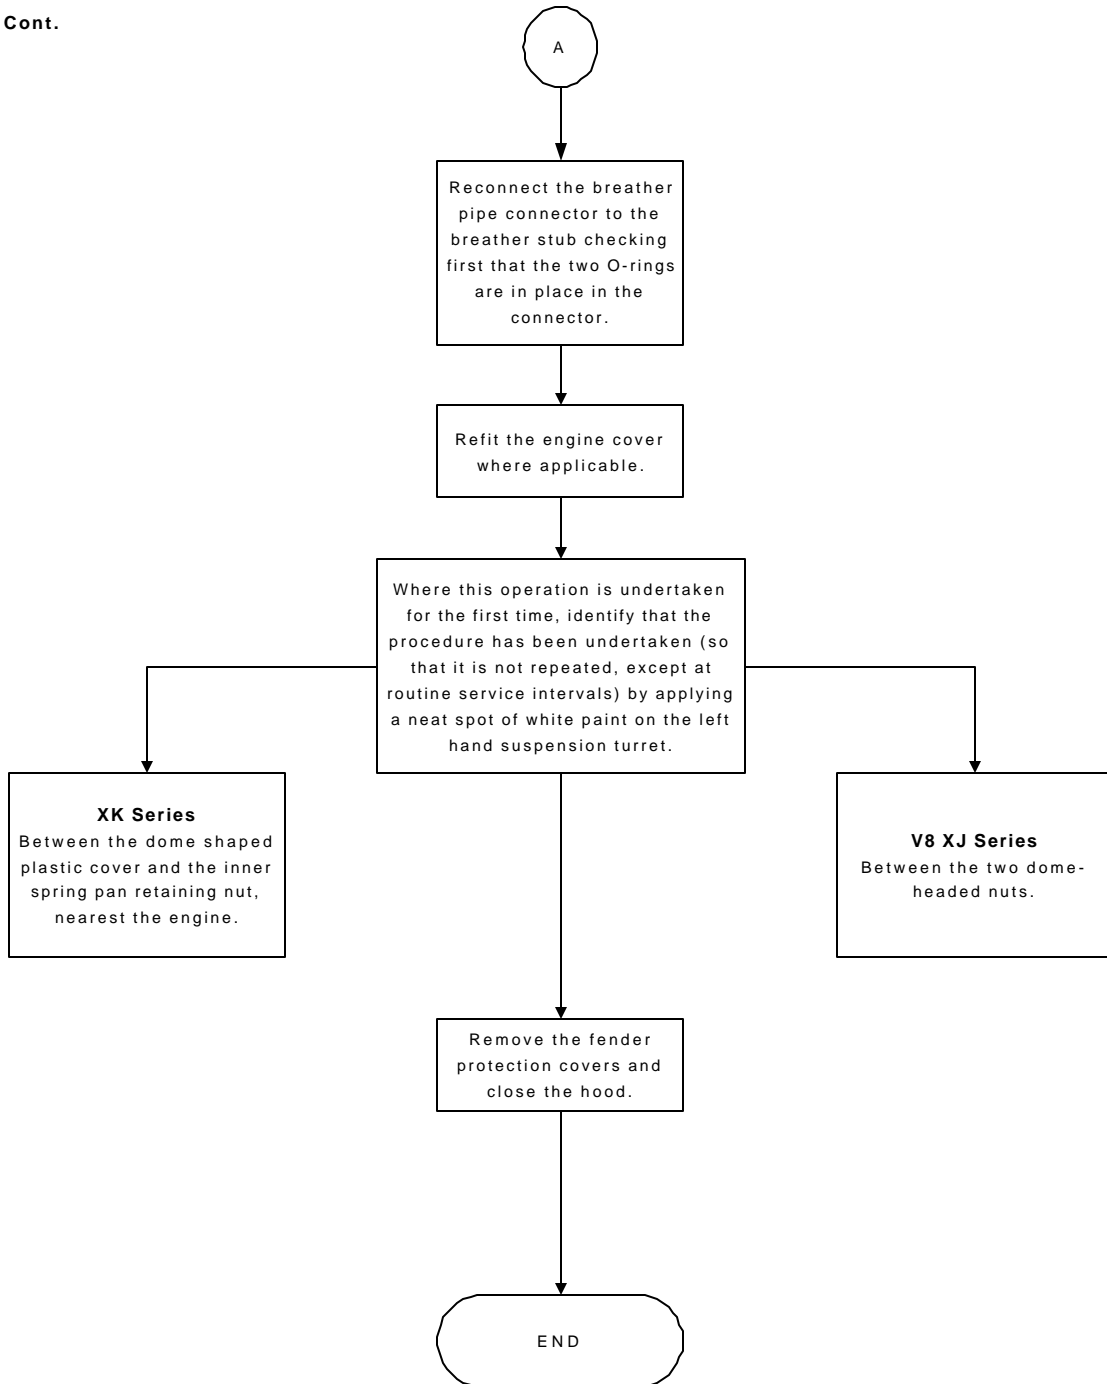 Cont.
A
Reconnect the breather
pipe connector to the
breather stub checking
first that the two O-rings
are in place in the
connector.
Refit the engine cover
where applicable.
Where this operation is undertaken
for the first time, identify that the
procedure has been undertaken (so
that it is not repeated, except at
routine service intervals) by applying
a neat spot of white paint on the left
hand suspension turret.
XK Series
Between the dome shaped
plastic cover and the inner
spring pan retaining nut,
nearest the engine.
V8 XJ Series
Between the two dome-
headed nuts.
Remove the fender
protection covers and
close the hood.
END